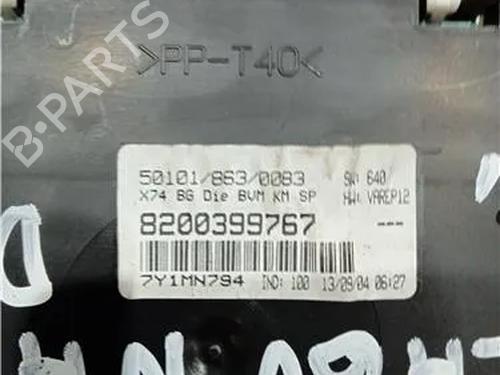 >PP-T40<
B-PARTS
50101/863/0083 SW: 640/
X74 BG Die BVM KM SP HW: VAREP12
8200399767 ---
7Y1MN794 IND: 100 13/09/04 06:27